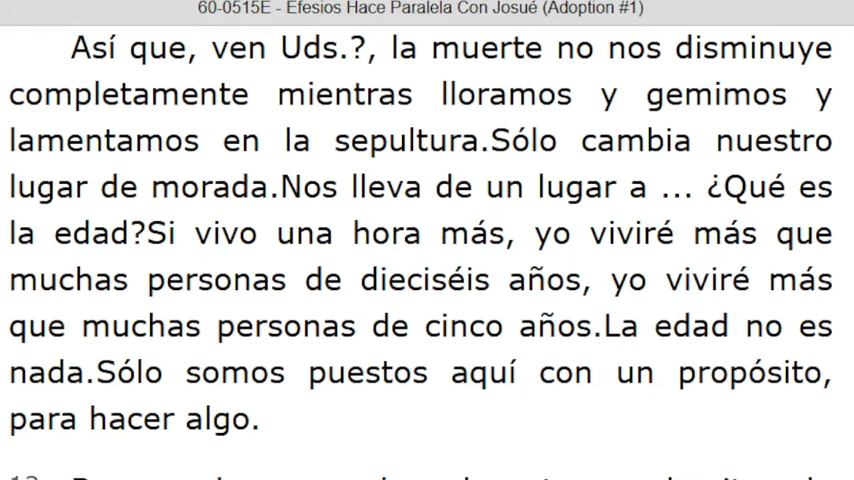 60-0515E - Efesios Hace Paralela Con Josué (Adoption #1)
Así que, ven Uds.?, la muerte no nos disminuye
completamente mientras lloramos y gemimos y
lamentamos en la sepultura.Sólo cambia nuestro
lugar de morada.Nos lleva de un lugar a ... ¿Qué es
la edad?Si vivo una hora más, yo viviré más que
muchas personas de dieciséis años, yo viviré más
que muchas personas de cinco años.La edad no es
nada.Sólo somos puestos aquí con un propósito,
para hacer algo.